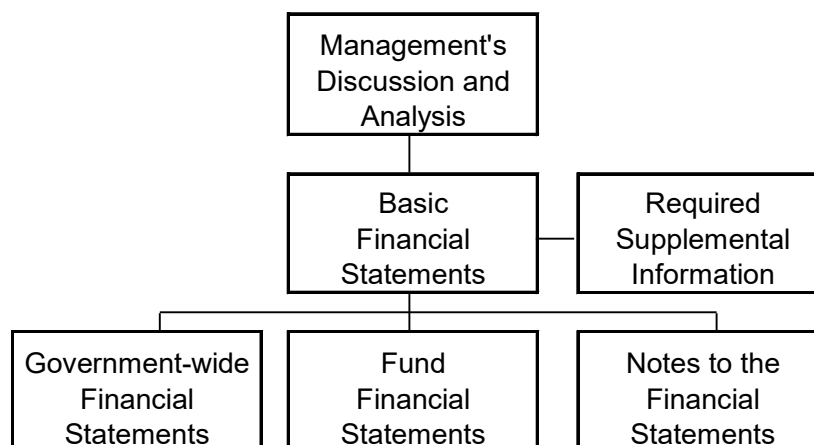 Management's
Discussion and
Analysis
Basic
Financial
Statements
Required
Supplemental
Information
Government-wide
Financial
Statements
Fund
Financial
Statements
Notes to the
Financial
Statements